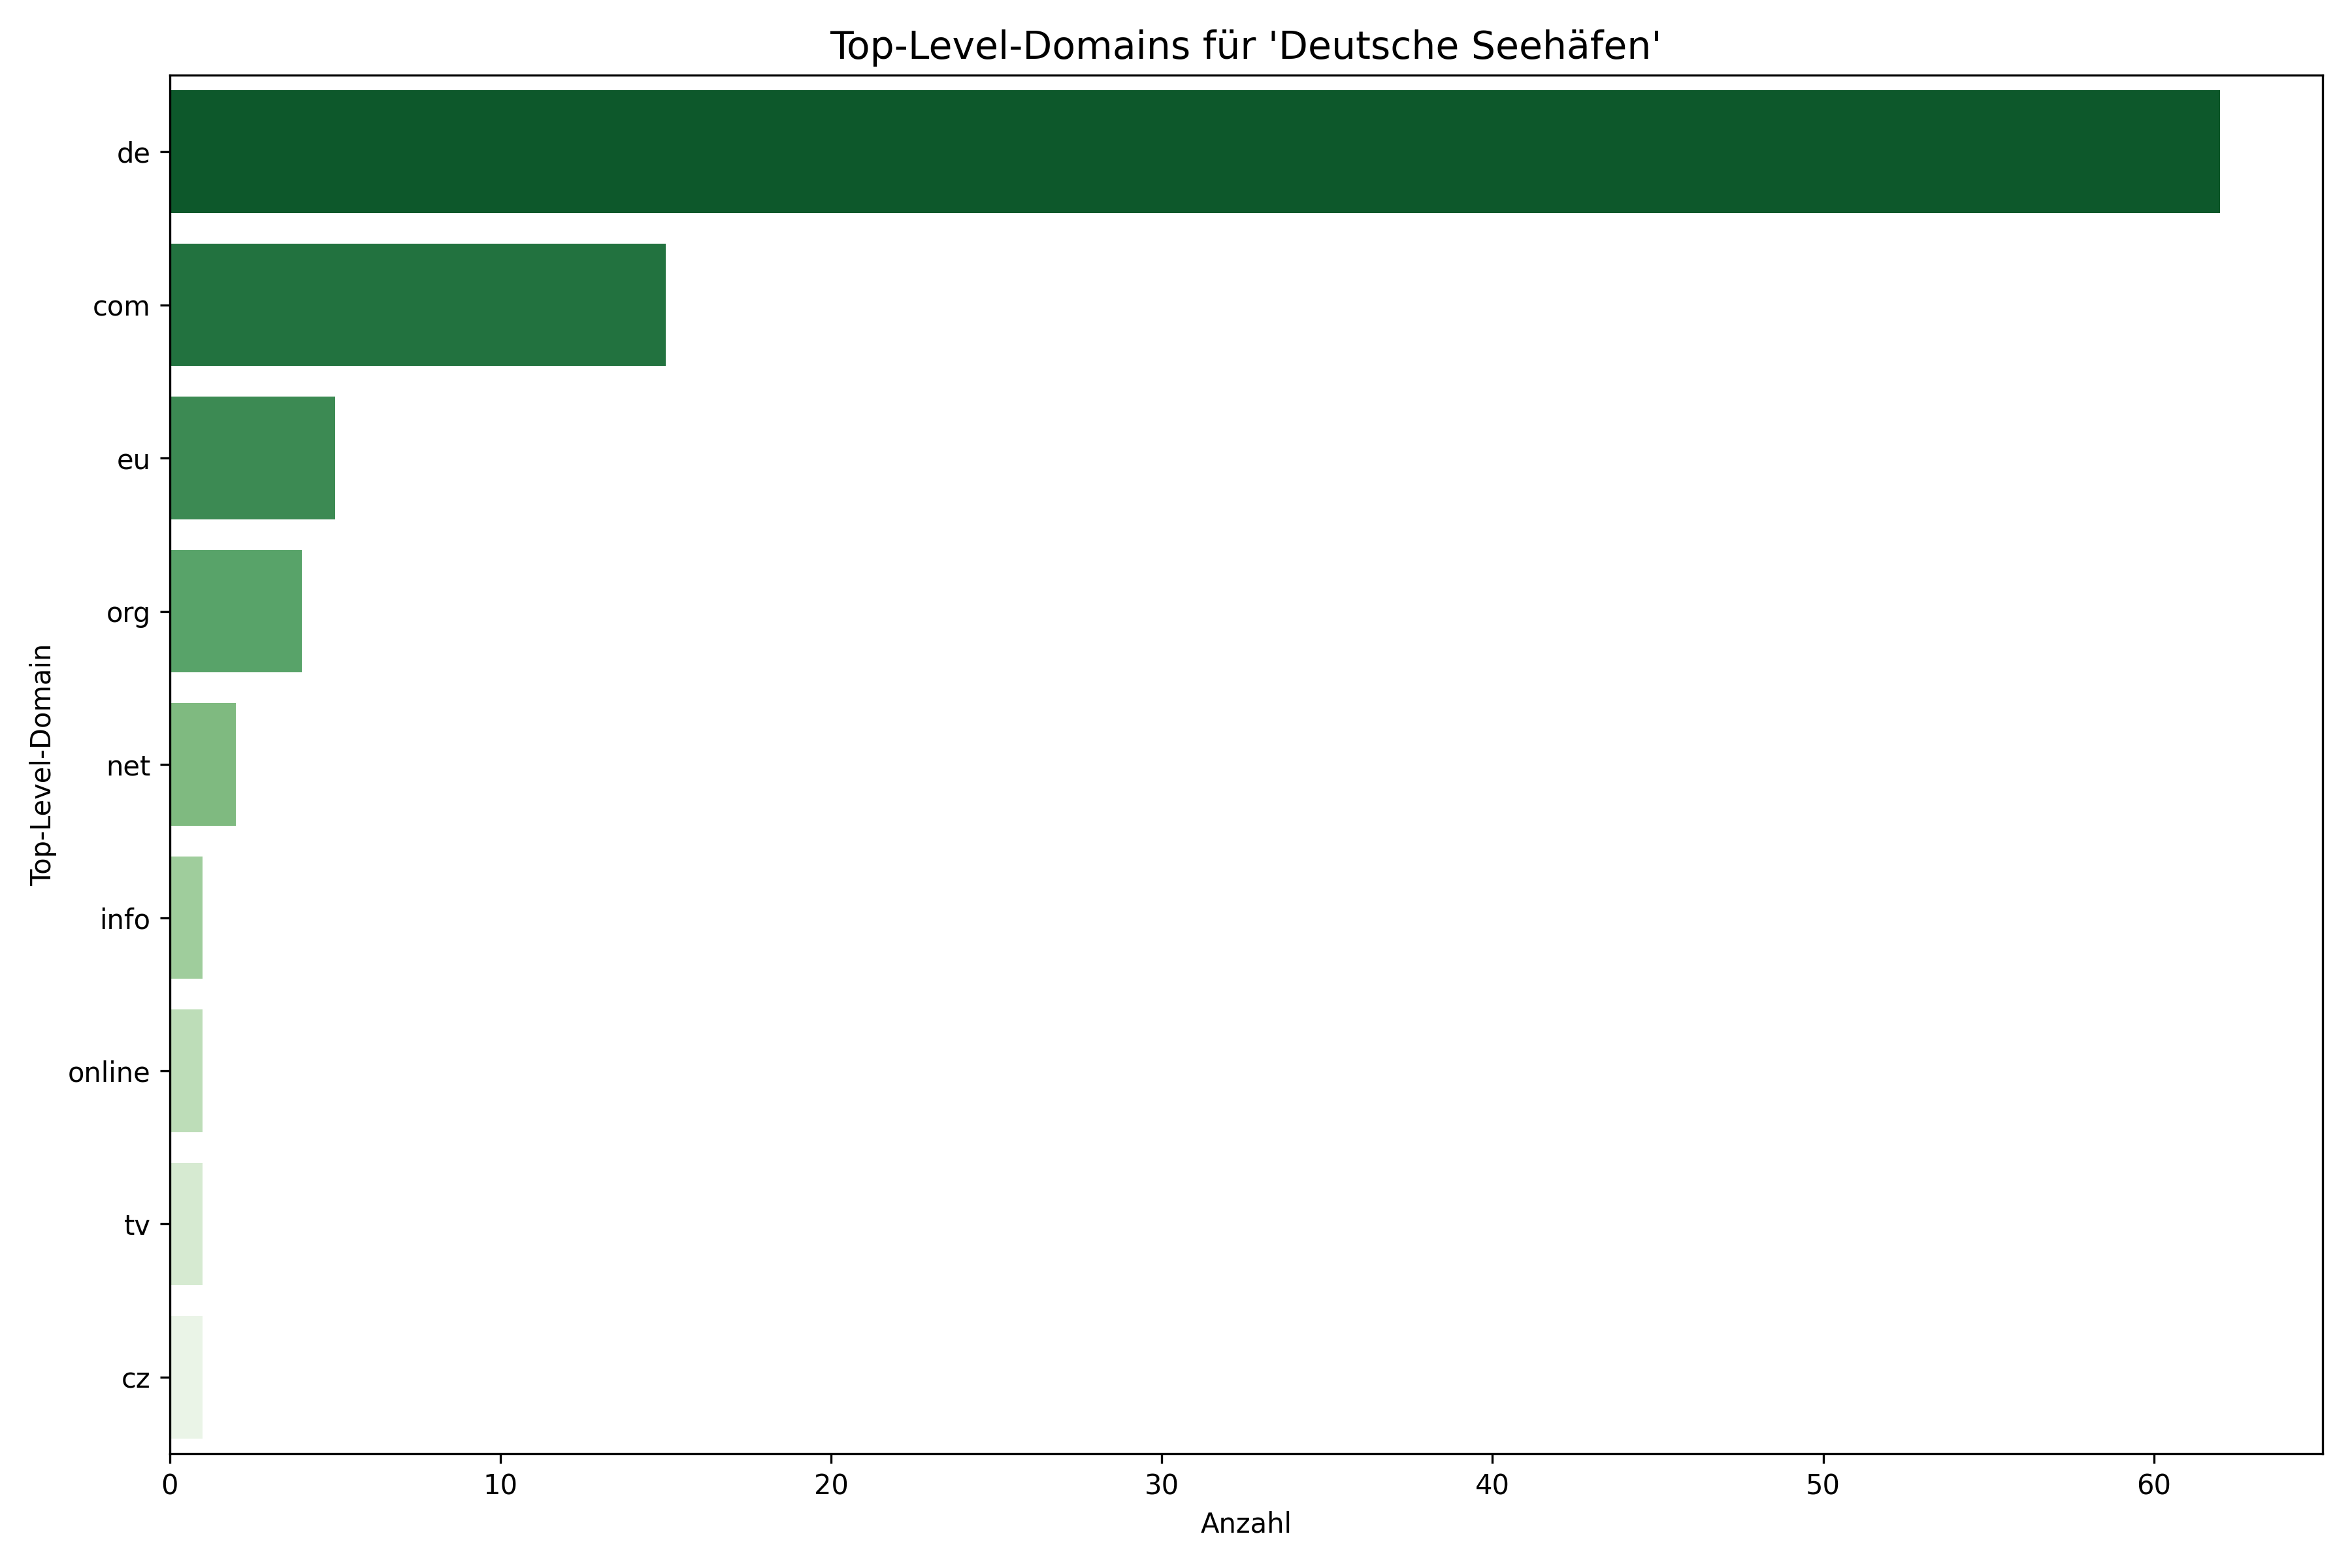 Top-Level-Domains für 'Deutsche Seehäfen'
Top-Level-Domain
de
com
eu
org
net
info
online
tv
cz
0 10 20 30 40 50 60
Anzahl